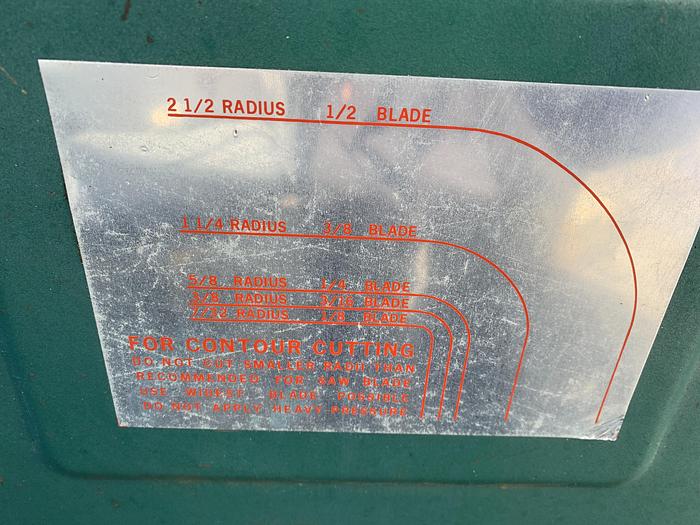 2 1/2 RADIUS 1/2 BLADE
1 1/4 RADIUS 3/8 BLADE
5/8 RADIUS 1/4 BLADE
3/8 RADIUS 3/16 BLADE
7/32 RADIUS 1/8 BLADE
FOR CONTOUR CUTTING
DO NOT CUT SMALLER RADII THAN
RECOMMENDED FOR SAW BLADE
USE WIDEST BLADE POSSIBLE
DO NOT APPLY HEAVY PRESSURE